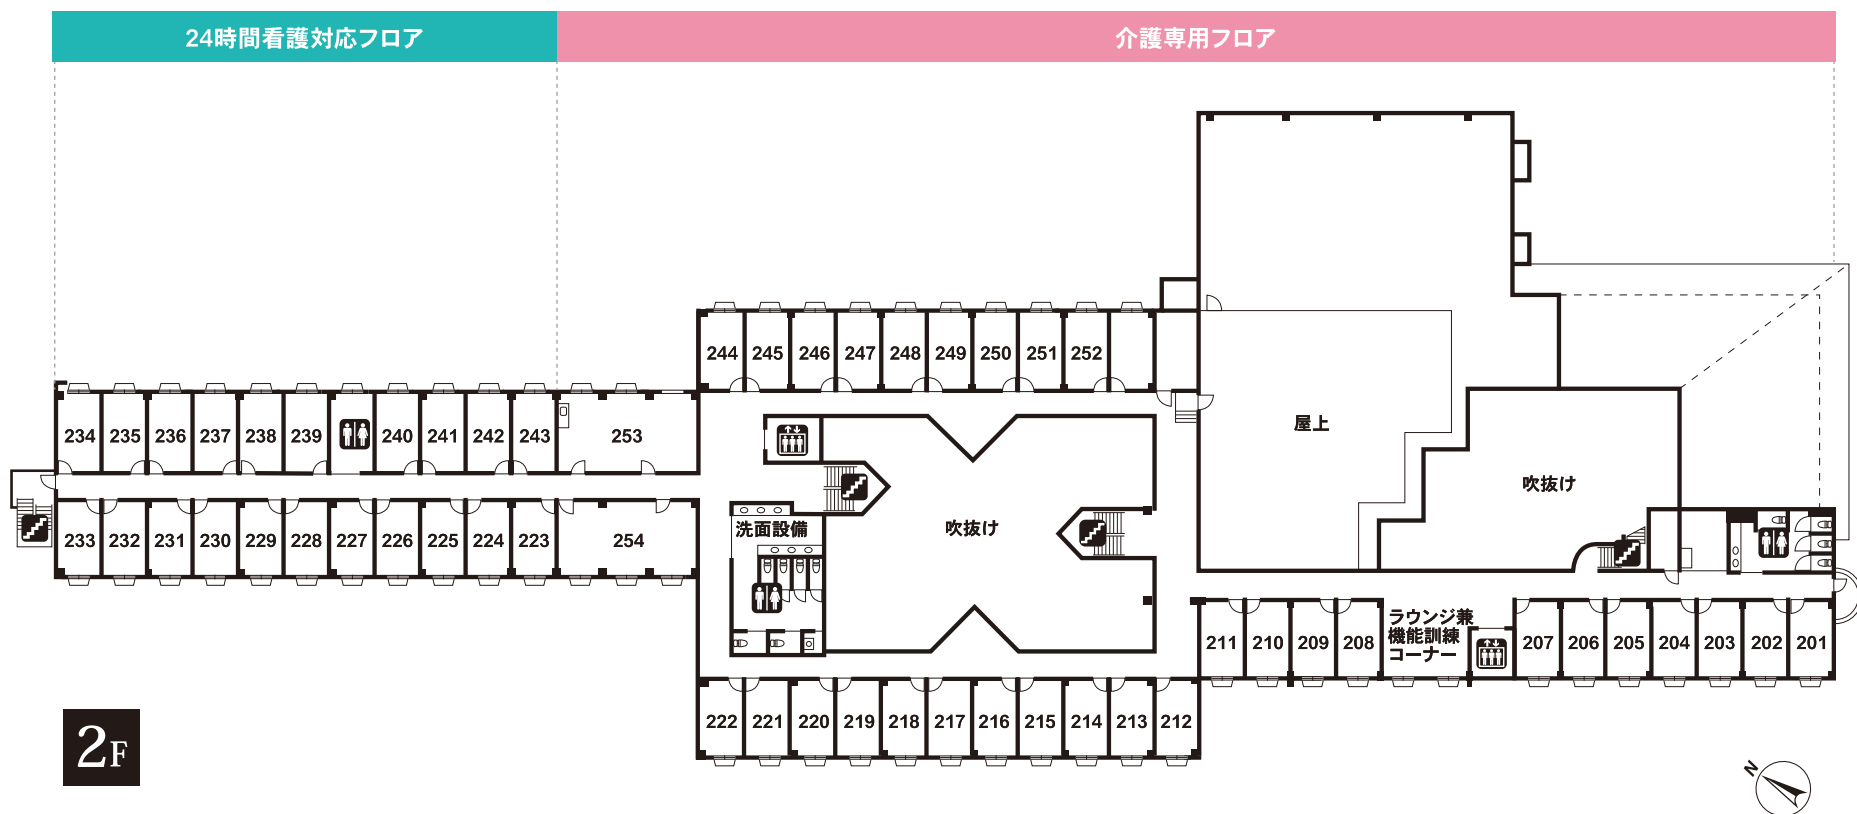 24時間看護対応フロア
介護専用フロア
244 245 246 247 248 249 250 251 252
234 235 236 237 238 239 240 241 242 243 253
屋上
吹抜け
233 232 231 230 229 228 227 226 225 224 223 254
洗面設備
吹抜け
211 210 209 208
ラウンジ兼
機能訓練
コーナー
207 206 205 204 203 202 201
222 221 220 219 218 217 216 215 214 213 212
2F
N